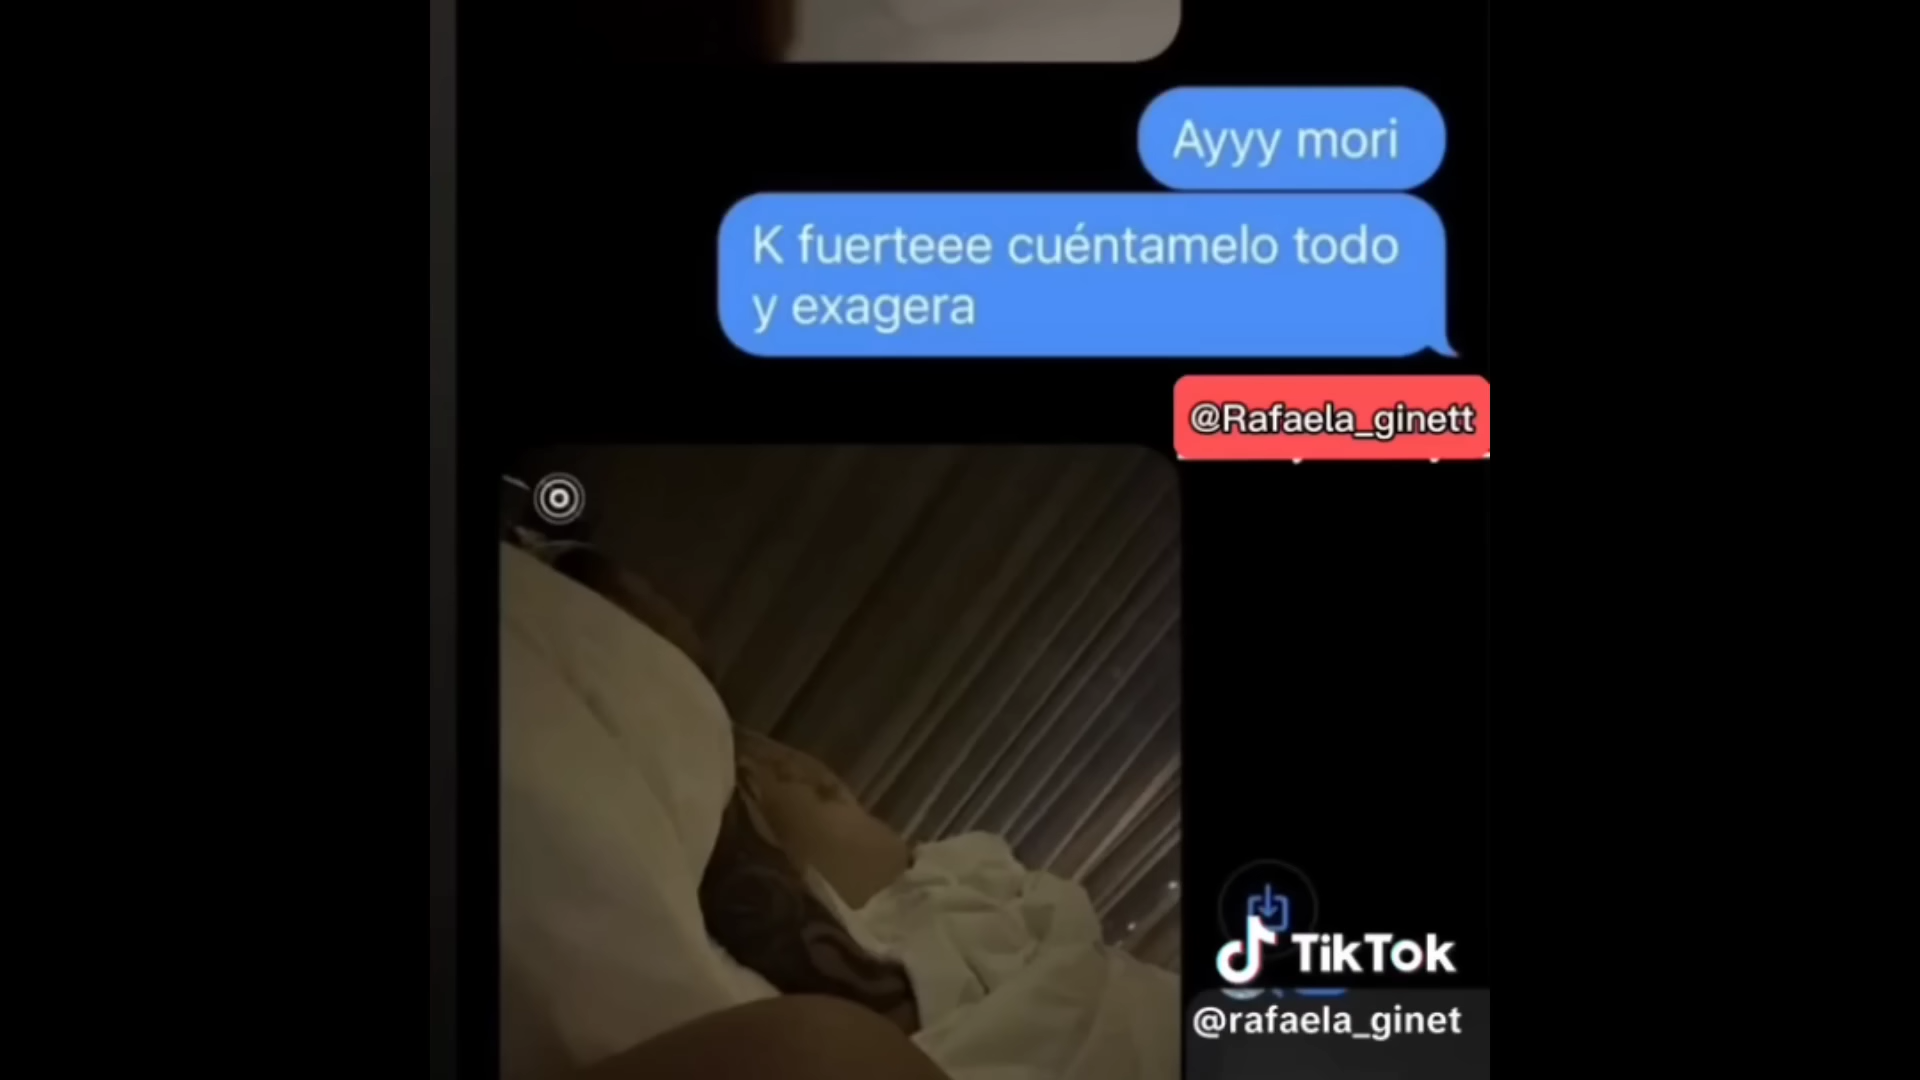 Ayyy mori
K fuerteee cuéntamelo todo
y exagera
@Rafaela_ginett
TikTok
@rafaela_ginet